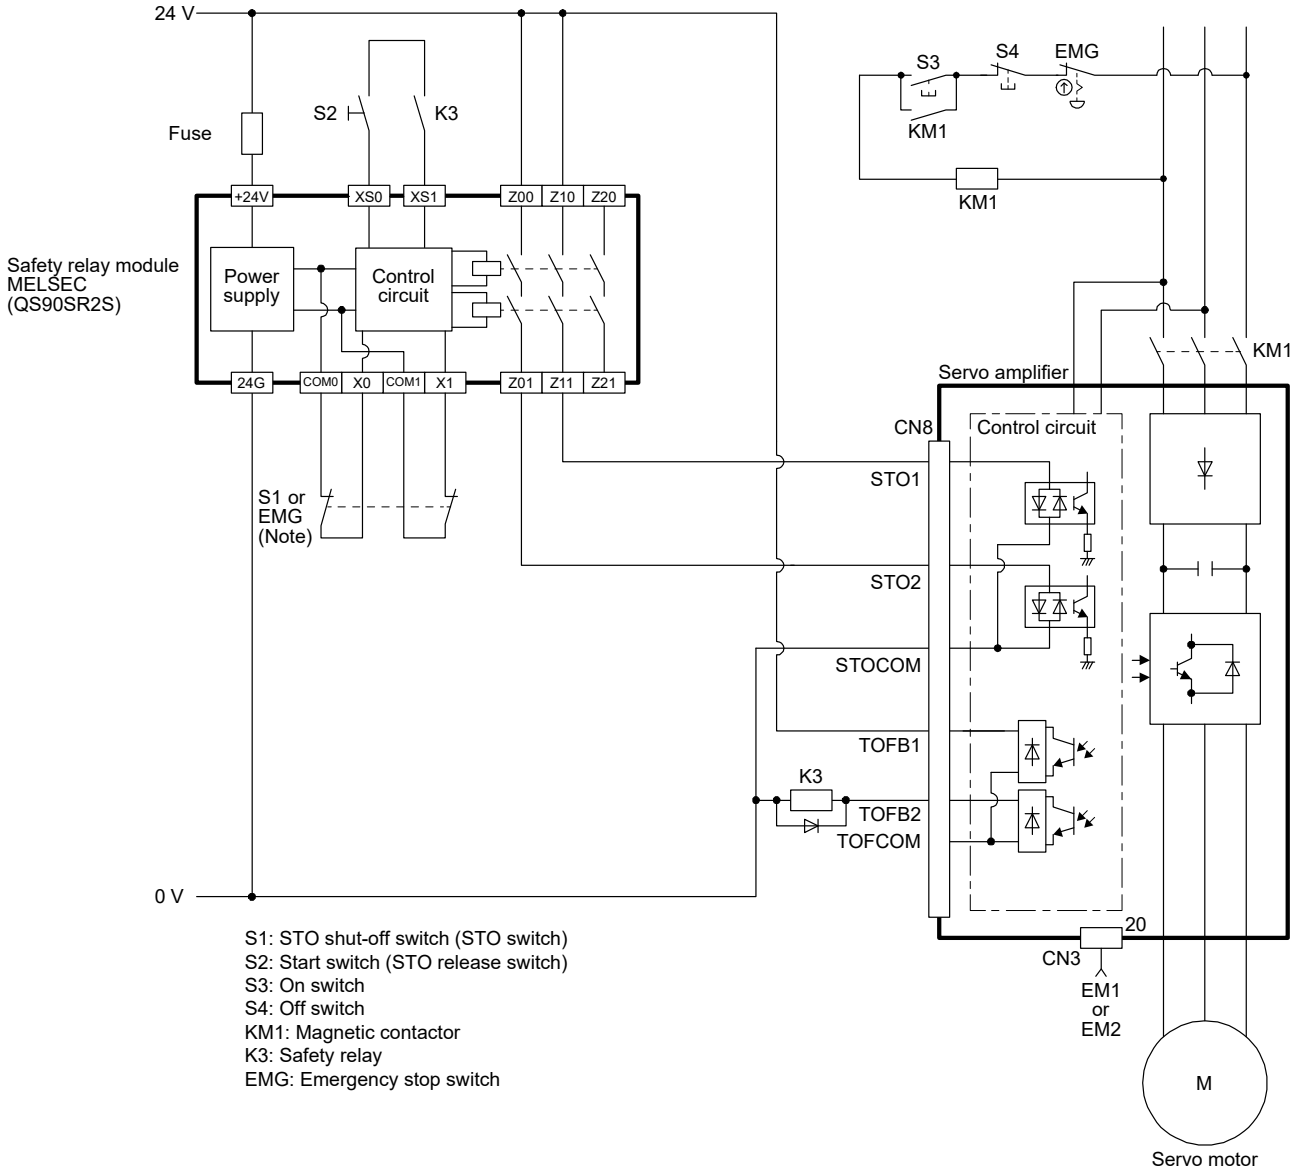 24 V
S3
S4
EMG
Fuse
S2
K3
KM1
KM1
+24V
XS0
XS1
Z00
Z10
Z20
Safety relay module
MELSEC
(QS90SR2S)
Power
supply
Control
circuit
KM1
24G
COM0
X0
COM1
X1
Z01
Z11
Z21
Servo amplifier
CN8
Control circuit
STO1
S1 or
EMG
(Note)
STO2
STOCOM
TOFB1
K3
TOFB2
TOFCOM
0 V
20
CN3
EM1
or
EM2
S1: STO shut-off switch (STO switch)
S2: Start switch (STO release switch)
S3: On switch
S4: Off switch
KM1: Magnetic contactor
K3: Safety relay
EMG: Emergency stop switch
M
Servo motor